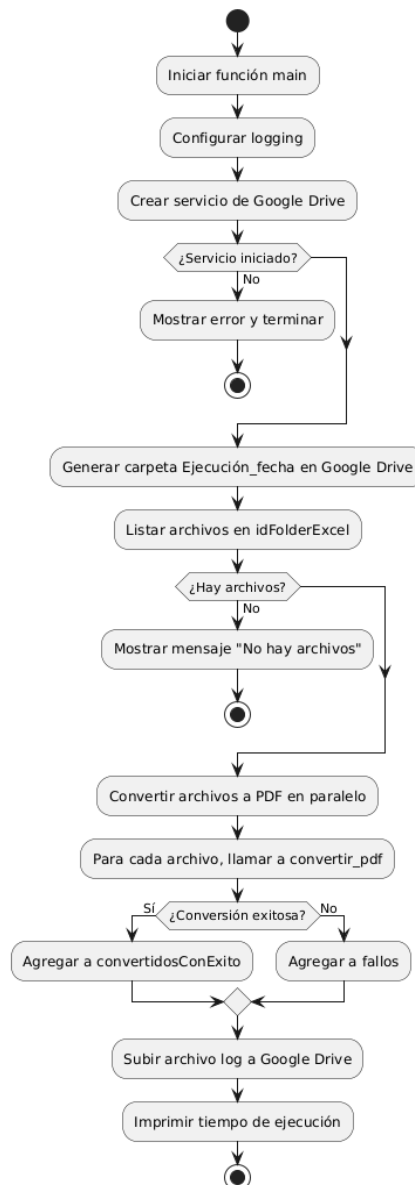 Iniciar función main
Configurar logging
Crear servicio de Google Drive
¿Servicio iniciado?
No
Mostrar error y terminar
Generar carpeta Ejecución_fecha en Google Drive
Listar archivos en idFolderExcel
¿Hay archivos?
No
Mostrar mensaje "No hay archivos"
Convertir archivos a PDF en paralelo
Para cada archivo, llamar a convertir_pdf
Sí
¿Conversión exitosa?
No
Agregar a convertidosConExito
Agregar a fallos
Subir archivo log a Google Drive
Imprimir tiempo de ejecución